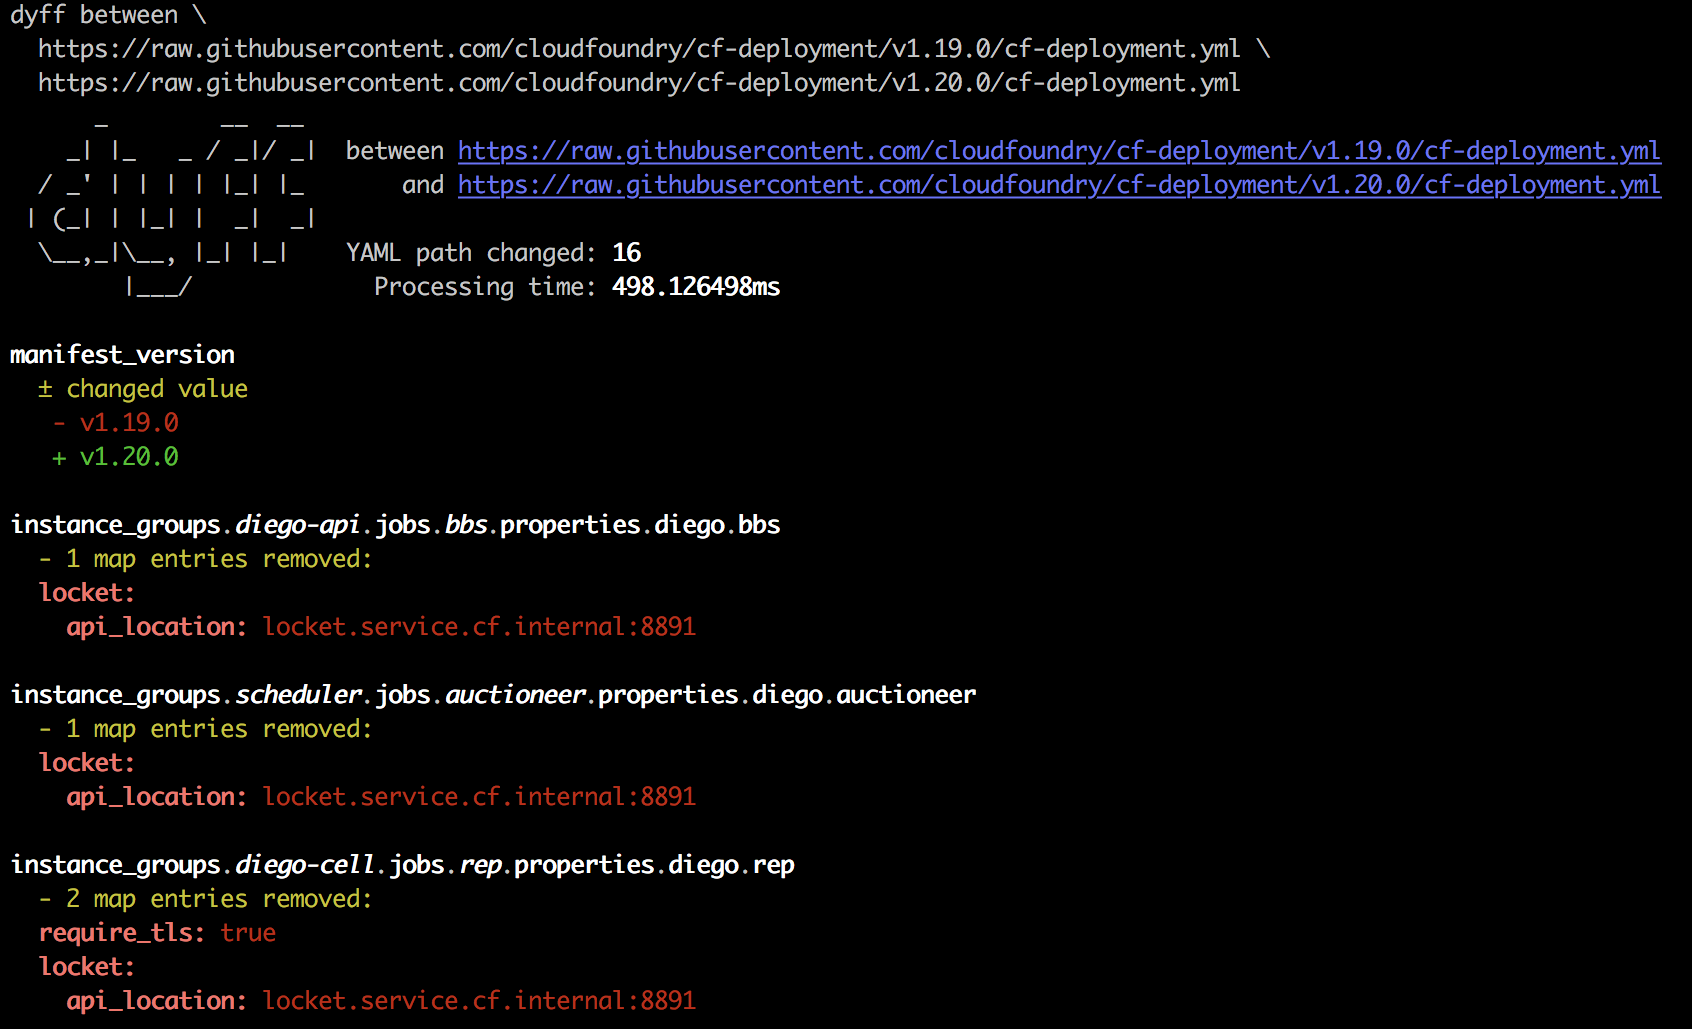 dyff between \
  https://raw.githubusercontent.com/cloudfoundry/cf-deployment/v1.19.0/cf-deployment.yml \
  https://raw.githubusercontent.com/cloudfoundry/cf-deployment/v1.20.0/cf-deployment.yml
      _        __  __
    _| |_   _ / _|/ _|  between https://raw.githubusercontent.com/cloudfoundry/cf-deployment/v1.19.0/cf-deployment.yml
  / _' | | | | |_| |_       and https://raw.githubusercontent.com/cloudfoundry/cf-deployment/v1.20.0/cf-deployment.yml
 | (_| | |_| |  _|  _|
  \__,_|\__, |_| |_|    YAML path changed: 16
        |___/             Processing time: 498.126498ms
manifest_version
  ± changed value
   - v1.19.0
   + v1.20.0
instance_groups.diego-api.jobs.bbs.properties.diego.bbs
  - 1 map entries removed:
  locket:
    api_location: locket.service.cf.internal:8891
instance_groups.scheduler.jobs.auctioneer.properties.diego.auctioneer
  - 1 map entries removed:
  locket:
    api_location: locket.service.cf.internal:8891
instance_groups.diego-cell.jobs.rep.properties.diego.rep
  - 2 map entries removed:
  require_tls: true
  locket:
    api_location: locket.service.cf.internal:8891